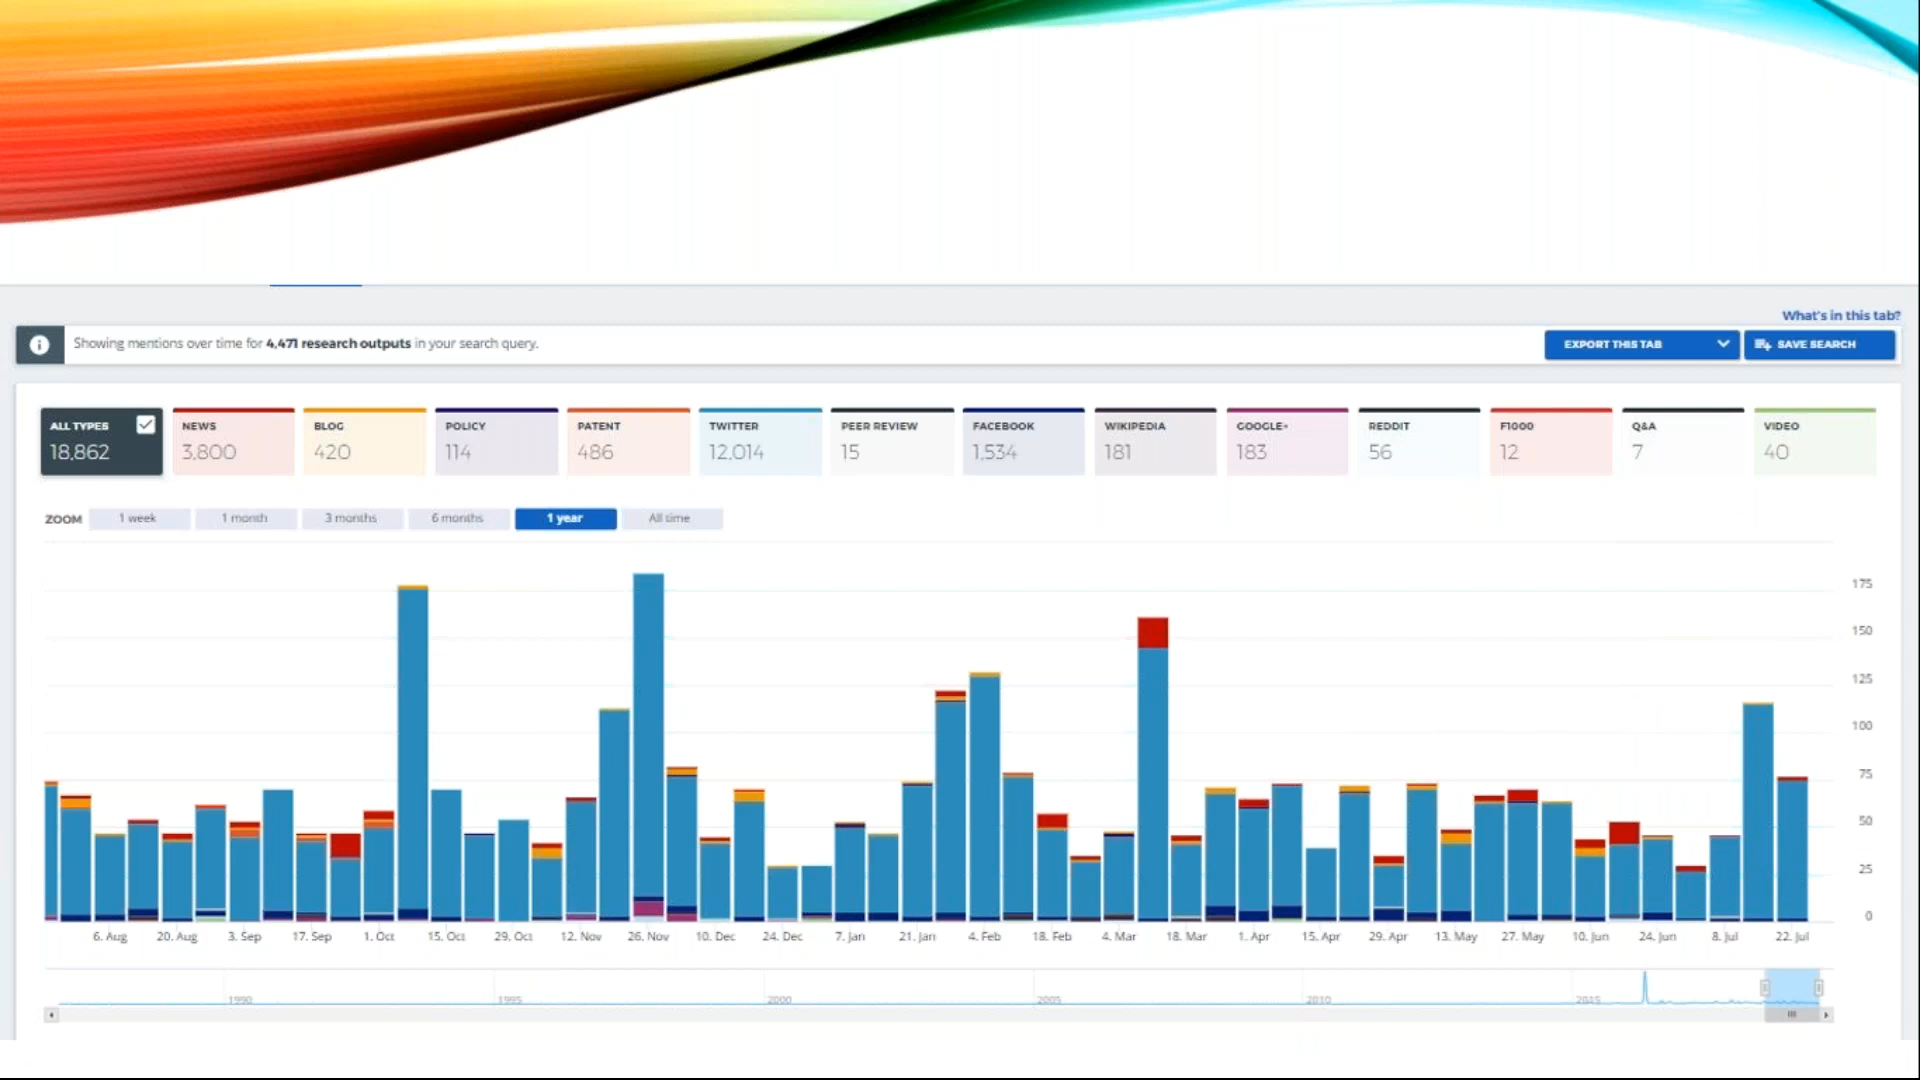 What's in this tab?
Showing mentions over time for 4,471 research outputs in your search query.
EXPORT THIS TAB
SAVE SEARCH
ALL TYPES NEWS BLOG POLICY PATENT TWITTER PEER REVIEW FACEBOOK WIKIPEDIA GOOGLE+ REDDIT F1000 Q&A VIDEO
18,862 3,800 420 114 486 12,014 15 1,534 181 183 56 12 7 40
ZOOM 1 week 1 month 3 months 6 months 1 year All time
175
150
125
100
75
50
25
0
6. Aug 20. Aug 3. Sep 17. Sep 1. Oct 15. Oct 29. Oct 12. Nov 26. Nov 10. Dec 24. Dec 7. Jan 21. Jan 4. Feb 18. Feb 4. Mar 18. Mar 1. Apr 15. Apr 29. Apr 13. May 27. May 10. Jun 24. Jun 8. Jul 22. Jul
1990 1995 2000 2005 2010 2015